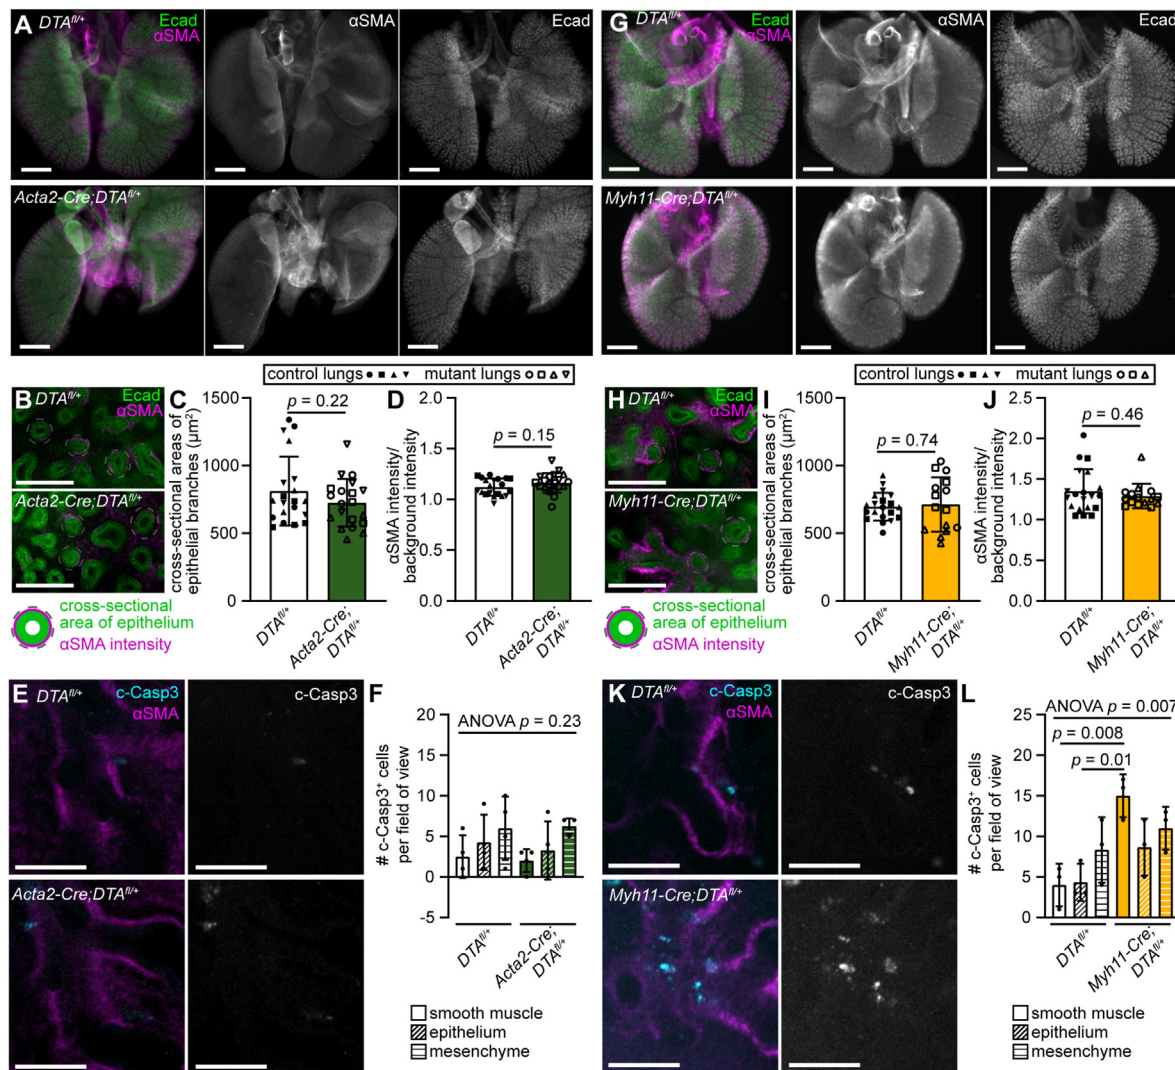 A DTAfl/+ Ecad αSMA αSMA Ecad
Acta2-Cre;DTAfl/+
G DTAfl/+ Ecad αSMA αSMA Ecad
Myh11-Cre;DTAfl/+
control lungs mutant lungs
B DTAfl/+ Ecad αSMA
Acta2-Cre;DTAfl/+
cross-sectional
area of epithelium
αSMA intensity
C
cross-sectional areas of
epithelial branches (μm²)
1500
1000
500
0
p = 0.22
DTAfl/+
Acta2-Cre;
DTAfl/+
D
αSMA intensity/
background intensity
2.0
1.5
1.0
0.5
0.0
p = 0.15
DTAfl/+
Acta2-Cre;
DTAfl/+
control lungs mutant lungs
H DTAfl/+ Ecad αSMA
Myh11-Cre;DTAfl/+
cross-sectional
area of epithelium
αSMA intensity
I
cross-sectional areas of
epithelial branches (μm²)
1500
1000
500
0
p = 0.74
DTAfl/+
Myh11-Cre;
DTAfl/+
J
αSMA intensity/
background intensity
2.5
2.0
1.5
1.0
0.5
0.0
p = 0.46
DTAfl/+
Myh11-Cre;
DTAfl/+
E DTAfl/+ c-Casp3 αSMA c-Casp3
Acta2-Cre;DTAfl/+
F
# c-Casp3+ cells
per field of view
20
15
10
5
0
-5
ANOVA p = 0.23
DTAfl/+
Acta2-Cre;
DTAfl/+
smooth muscle
epithelium
mesenchyme
K DTAfl/+ c-Casp3 αSMA c-Casp3
Myh11-Cre;DTAfl/+
L
# c-Casp3+ cells
per field of view
25
20
15
10
5
0
ANOVA p = 0.007
p = 0.008
p = 0.01
DTAfl/+
Myh11-Cre;
DTAfl/+
smooth muscle
epithelium
mesenchyme